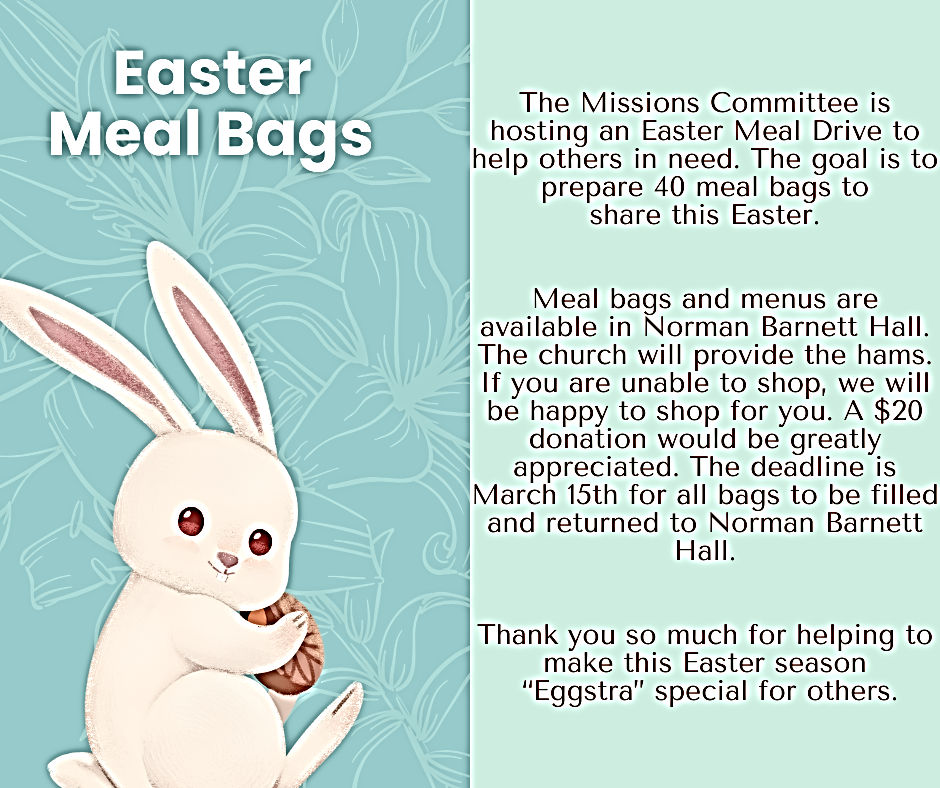 Easter
Meal Bags
The Missions Committee is
hosting an Easter Meal Drive to
help others in need. The goal is to
prepare 40 meal bags to
share this Easter.
Meal bags and menus are
available in Norman Barnett Hall.
The church will provide the hams.
If you are unable to shop, we will
be happy to shop for you. A $20
donation would be greatly
appreciated. The deadline is
March 15th for all bags to be filled
and returned to Norman Barnett
Hall.
Thank you so much for helping to
make this Easter season
“Eggstra” special for others.